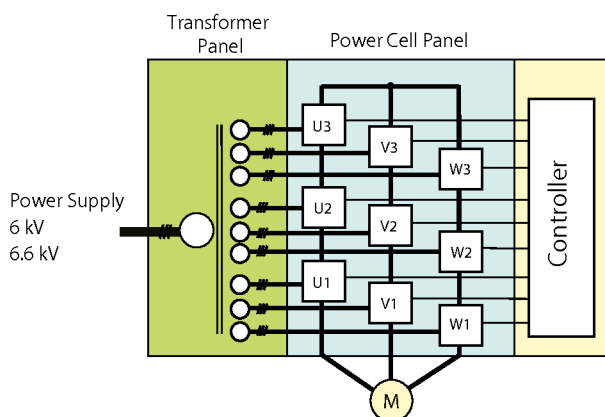 Transformer
Panel
Power Cell Panel
U3
V3
W3
Power Supply
6 kV
6.6 kV
U2
V2
W2
U1
V1
W1
Controller
M